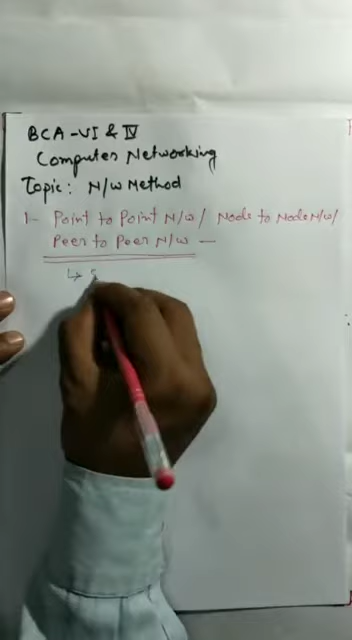 BCA-VI & IV
Computer Networking
Topic: N/w Method
1- Point to Point N/w / Node to Node N/w/
Peer to Peer N/w —
↳ S